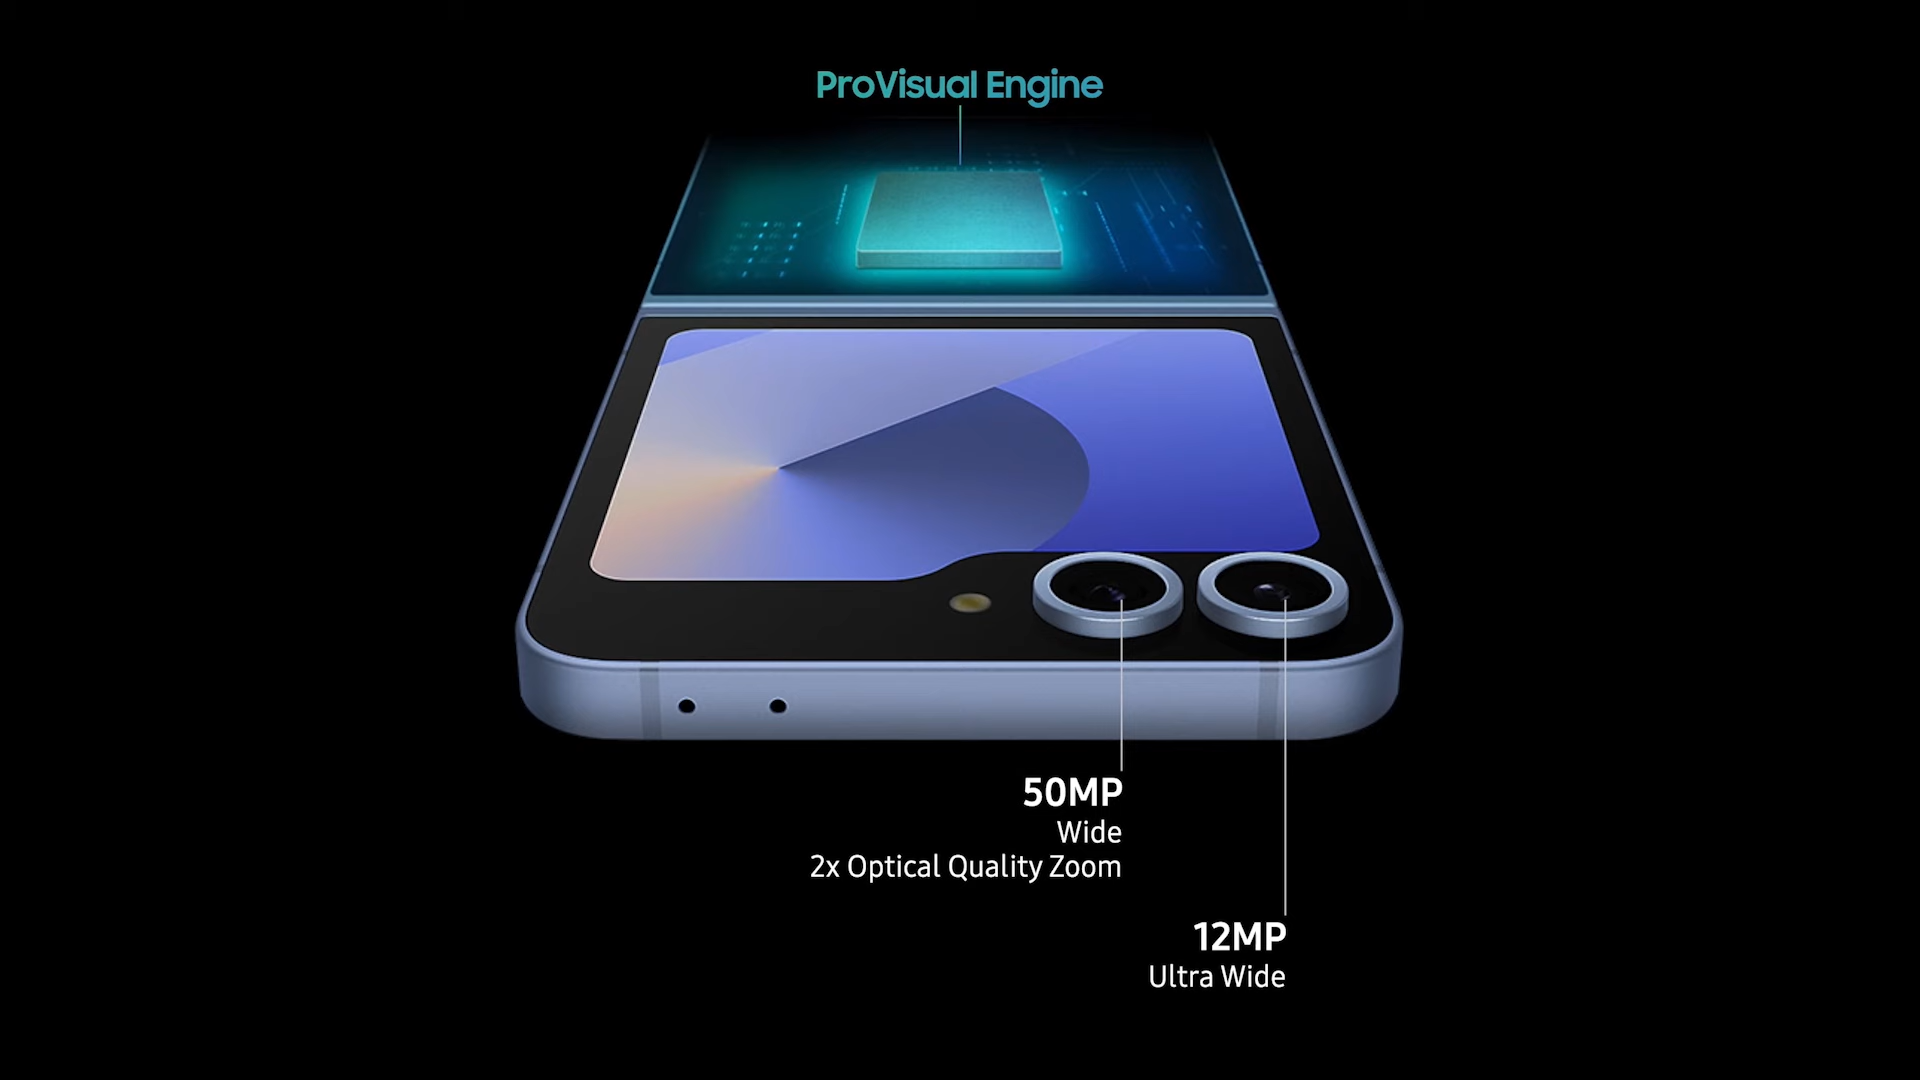 ProVisual Engine
50MP
Wide
2x Optical Quality Zoom
12MP
Ultra Wide